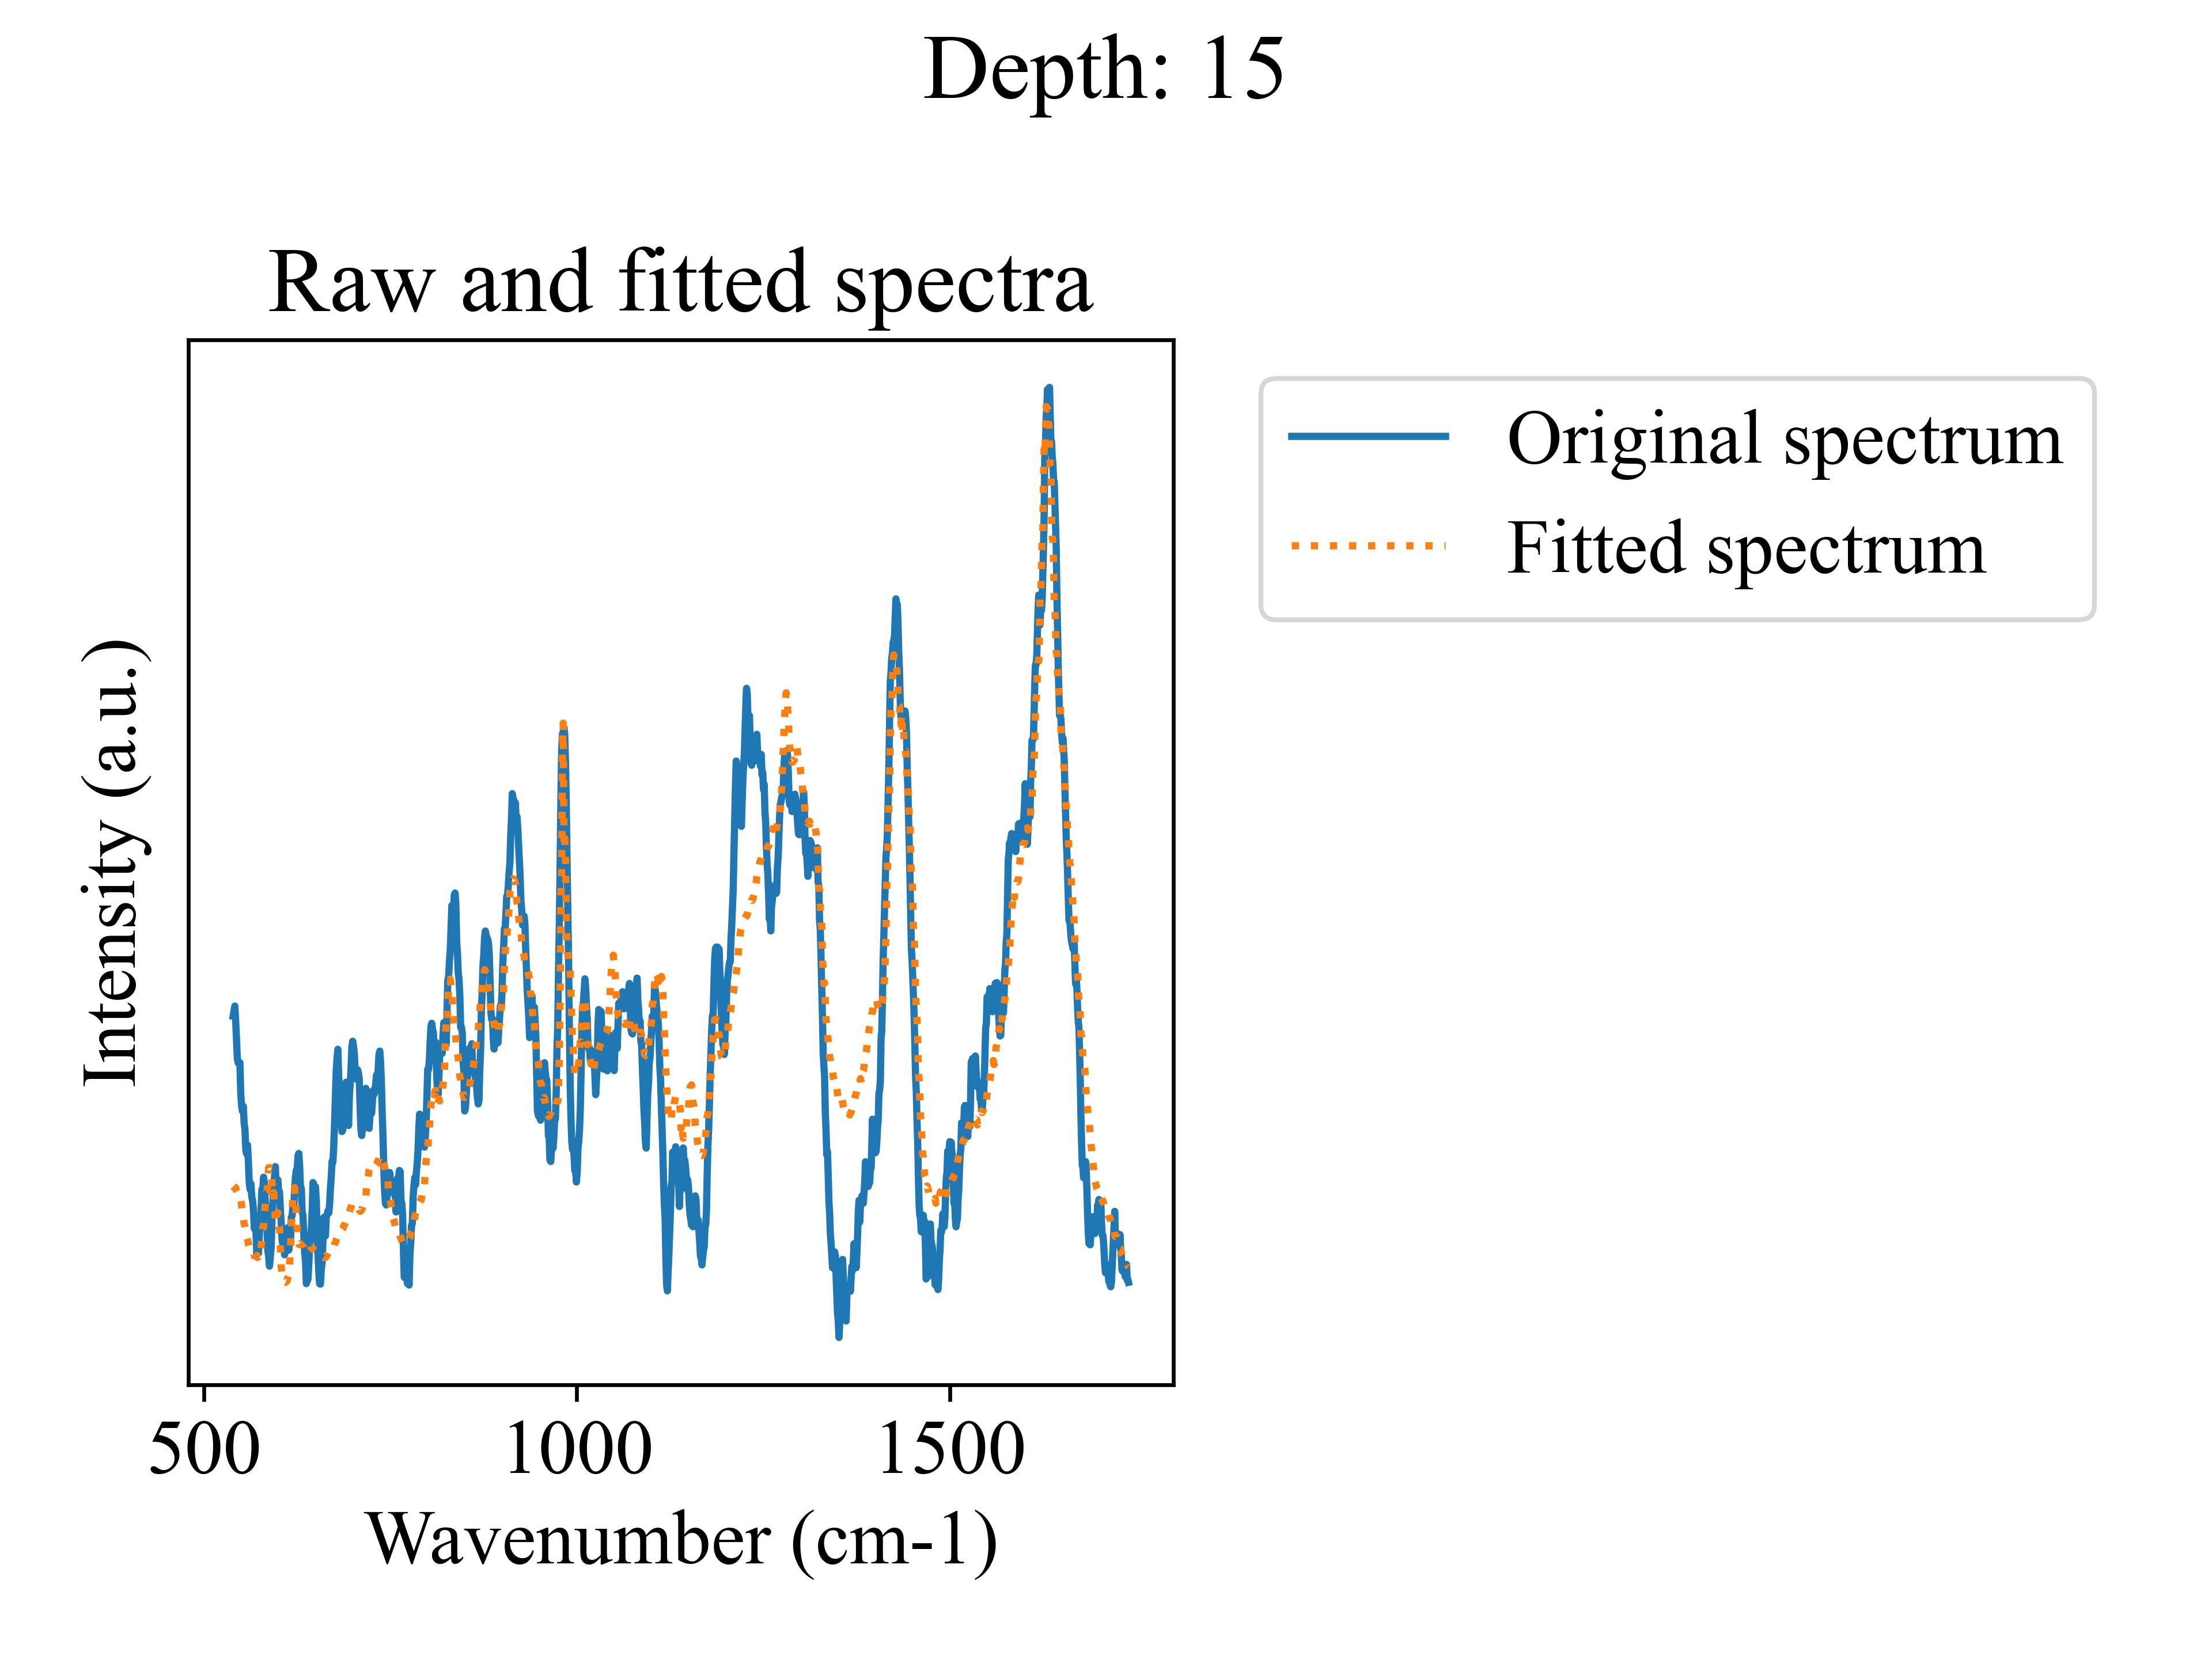 Depth: 15
Raw and fitted spectra
Original spectrum
Fitted spectrum
Intensity (a.u.)
500 1000 1500
Wavenumber (cm-1)